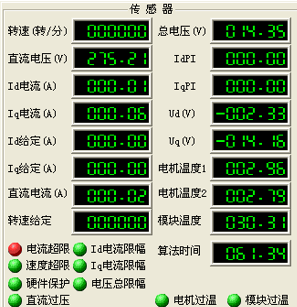 传 感 器
转速(转/分) 000000 总电压(V) 014.35
直流电压(V) 275.21 IdPI 000.00
Id电流(A) 000.01 IqPI 000.00
Iq电流(A) 000.06 Ud(V) -002.33
Id给定(A) 000.00 Uq(V) -014.16
Iq给定(A) 000.00 电机温度1 002.96
直流电流(A) 000.02 电机温度2 002.79
转速给定 000000 模块温度 030.31
电流超限 Id电流限幅 算法时间 061.34
速度超限 Iq电流限幅
硬件保护 电压总限幅
直流过压 电机过温 模块过温